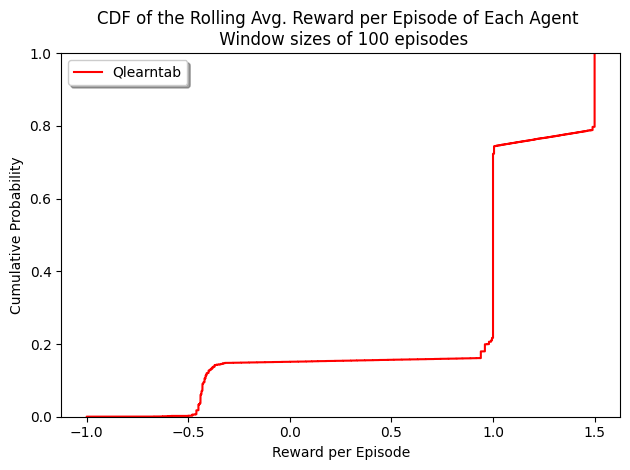 CDF of the Rolling Avg. Reward per Episode of Each Agent
Window sizes of 100 episodes
Qlearntab
1.0
0.8
0.6
0.4
0.2
0.0
Cumulative Probability
−1.0 −0.5 0.0 0.5 1.0 1.5
Reward per Episode